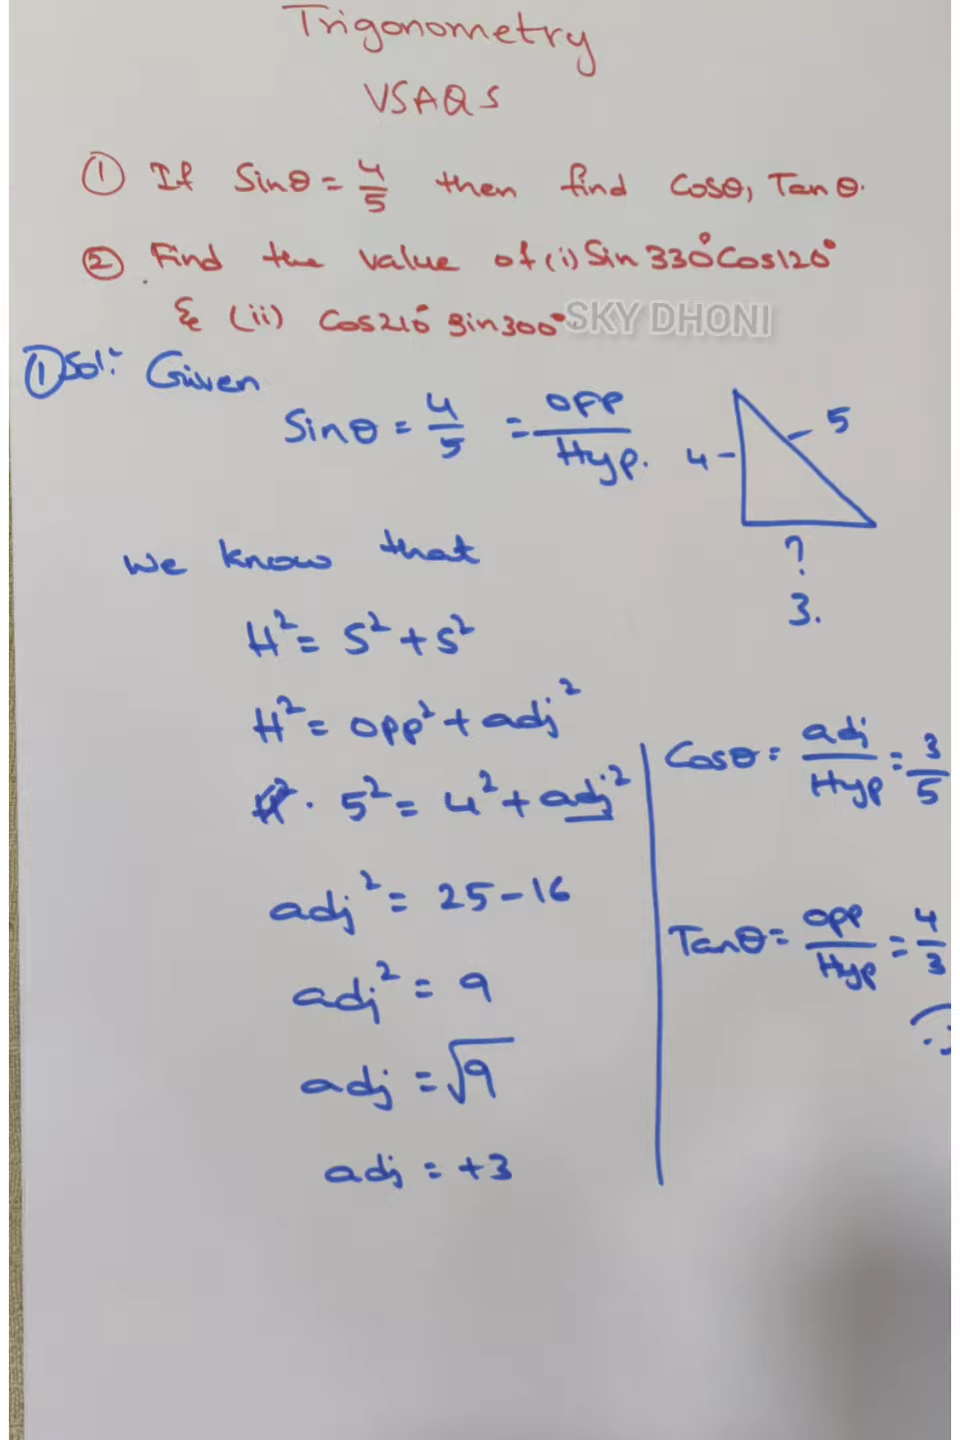 Trigonometry
VSAQS
① If Sinθ = 4/5 then find Cosθ, Tanθ.
② Find the value of (i) Sin 330° Cos120°
& (ii) Cos210° Sin300°
SKY DHONI
① Sol: Given
Sinθ = 4/5 = opp/Hyp.
4
5
?
3.
We know that
H² = S² + S²
H² = opp² + adj²
5² = 4² + adj²
adj² = 25 - 16
adj² = 9
adj = √9
adj = +3
Cosθ = adj/Hyp = 3/5
Tanθ = opp/Hyp = 4/3